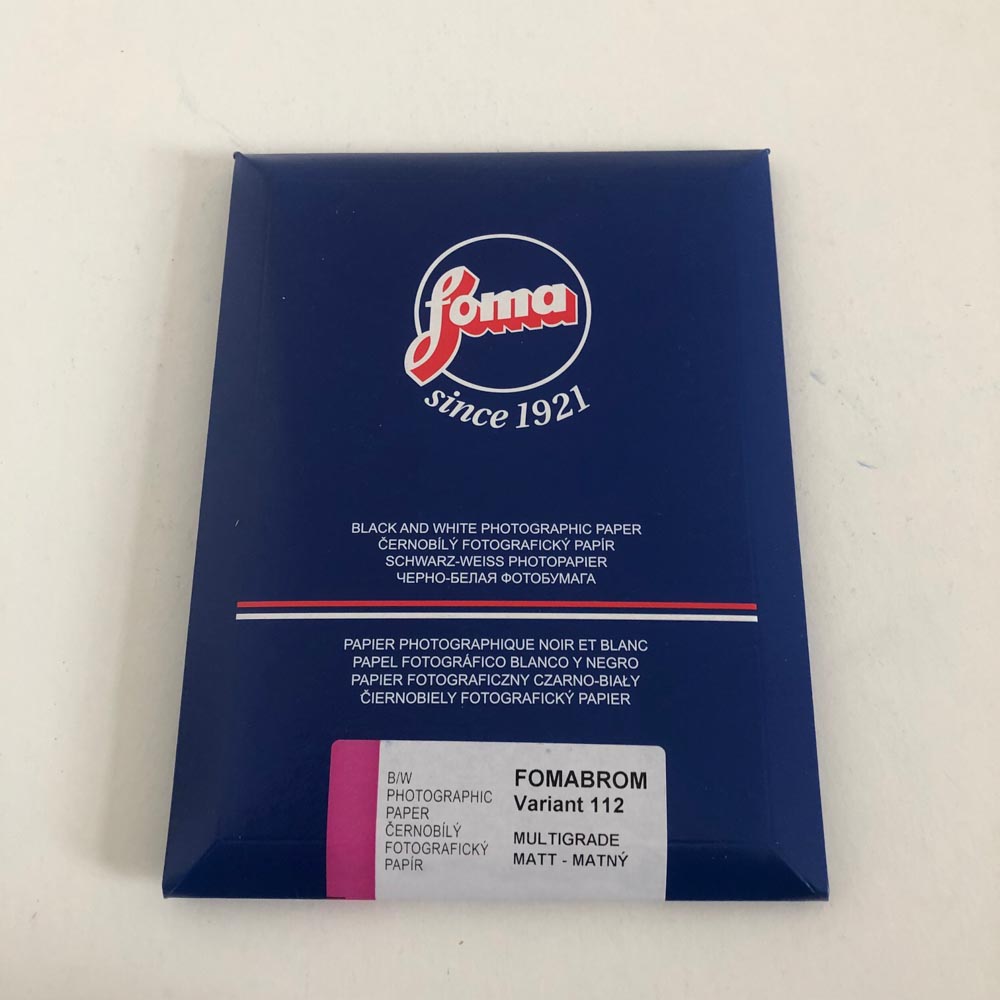 foma
since 1921
BLACK AND WHITE PHOTOGRAPHIC PAPER
ČERNOBÍLÝ FOTOGRAFICKÝ PAPÍR
SCHWARZ-WEISS PHOTOPAPIER
ЧЕРНО-БЕЛАЯ ФОТОБУМАГА
PAPIER PHOTOGRAPHIQUE NOIR ET BLANC
PAPEL FOTOGRÁFICO BLANCO Y NEGRO
PAPIER FOTOGRAFICZNY CZARNO-BIAŁY
ČIERNOBIELY FOTOGRAFICKÝ PAPIER
B/W
PHOTOGRAPHIC
PAPER
ČERNOBÍLÝ
FOTOGRAFICKÝ
PAPÍR
FOMABROM
Variant 112
MULTIGRADE
MATT - MATNÝ